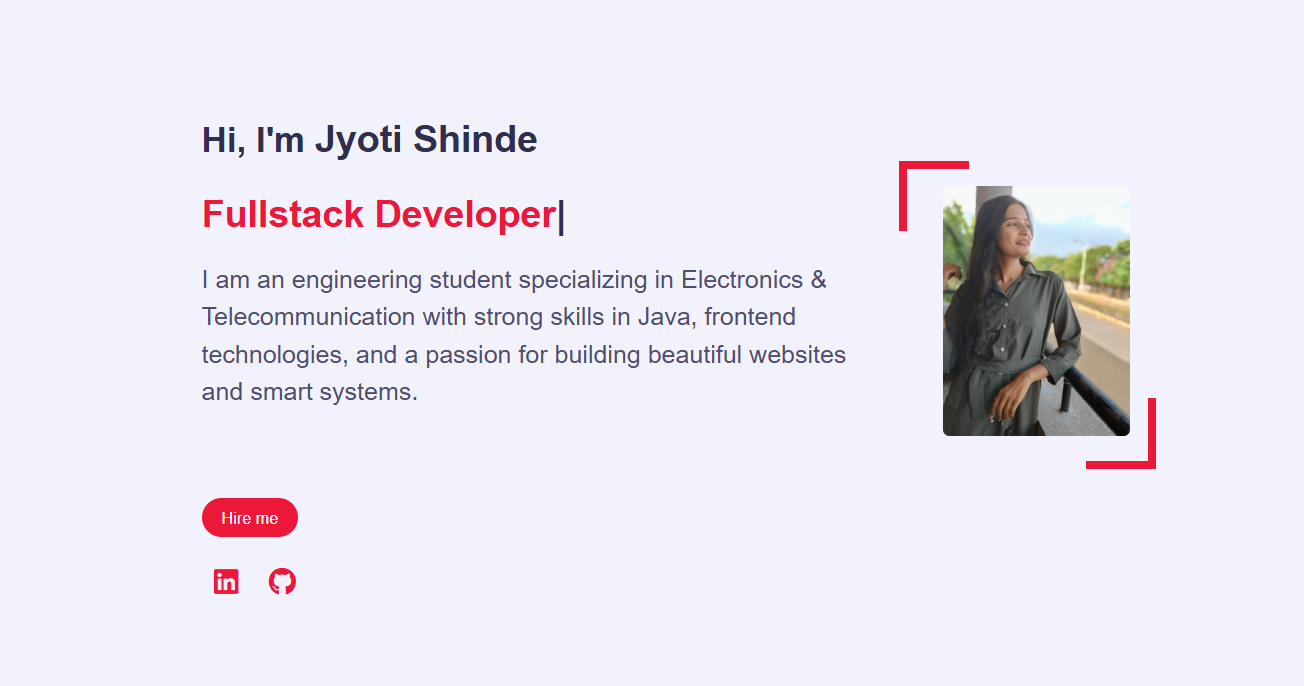 Hi, I'm Jyoti Shinde
Fullstack Developer|
I am an engineering student specializing in Electronics &
Telecommunication with strong skills in Java, frontend
technologies, and a passion for building beautiful websites
and smart systems.
Hire me
in